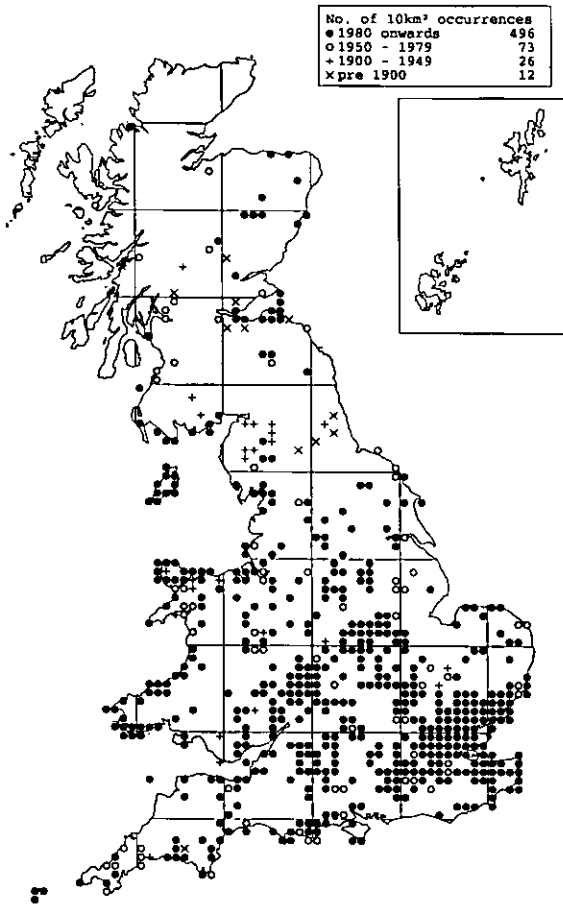 No. of 10km² occurrences
● 1980 onwards 496
○ 1950 - 1979 73
+ 1900 - 1949 26
× pre 1900 12